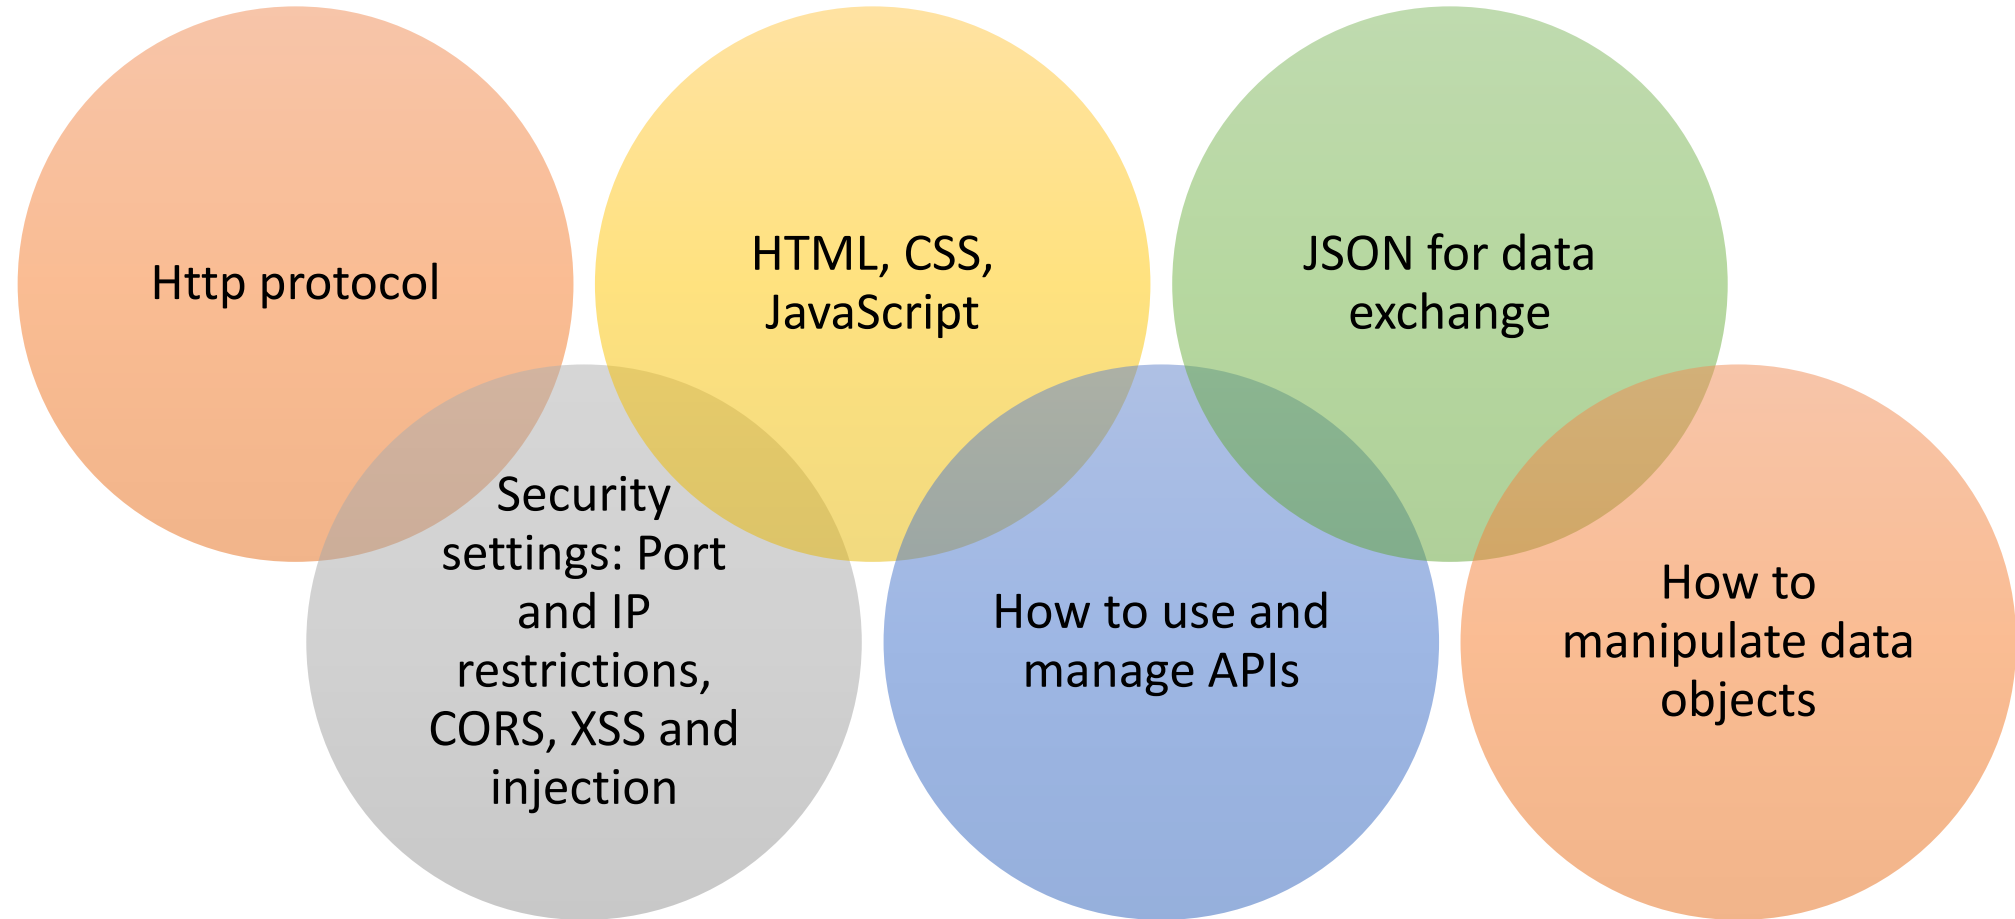 Http protocol
HTML, CSS,
JavaScript
JSON for data
exchange
Security
settings: Port
and IP
restrictions,
CORS, XSS and
injection
How to use and
manage APIs
How to
manipulate data
objects